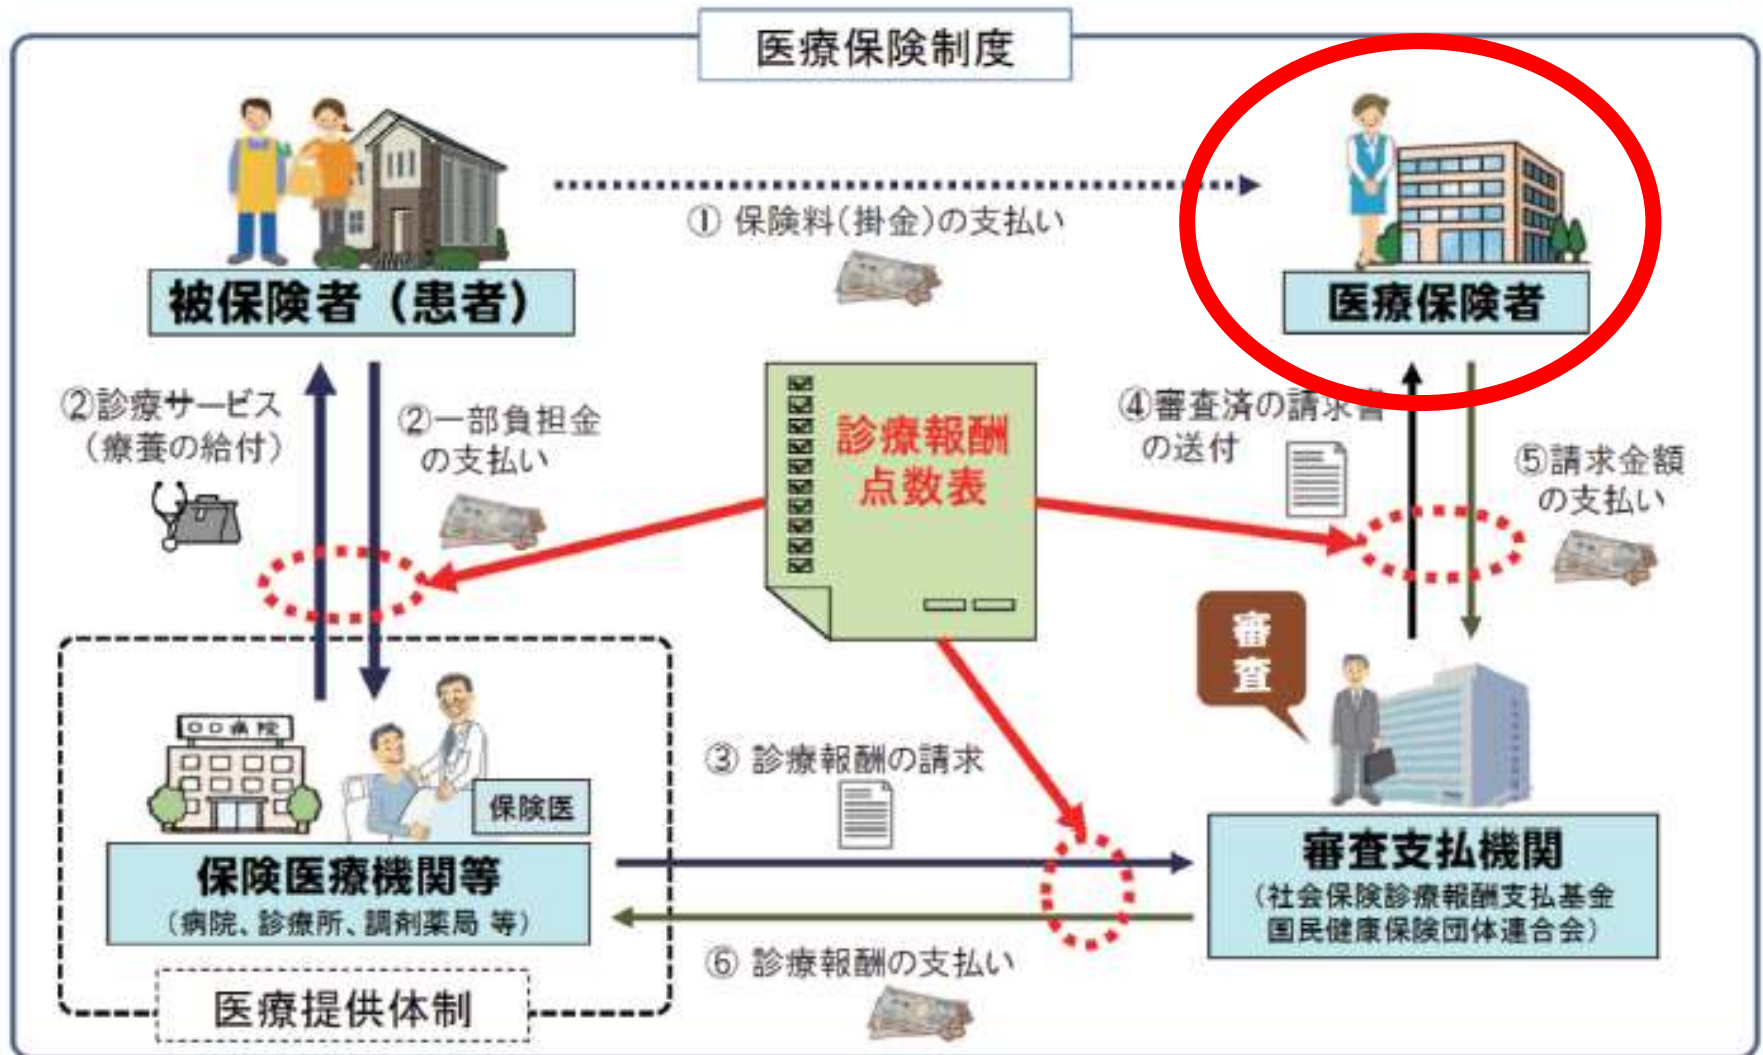 医療保険制度
① 保険料（掛金）の支払い
被保険者（患者）
医療保険者
②診療サービス
（療養の給付）
②一部負担金
の支払い
診療報酬
点数表
④審査済の請求書
の送付
⑤請求金額
の支払い
審
査
□□病院
③ 診療報酬の請求
保険医
保険医療機関等
（病院、診療所、調剤薬局 等）
審査支払機関
（社会保険診療報酬支払基金
国民健康保険団体連合会）
⑥ 診療報酬の支払い
医療提供体制